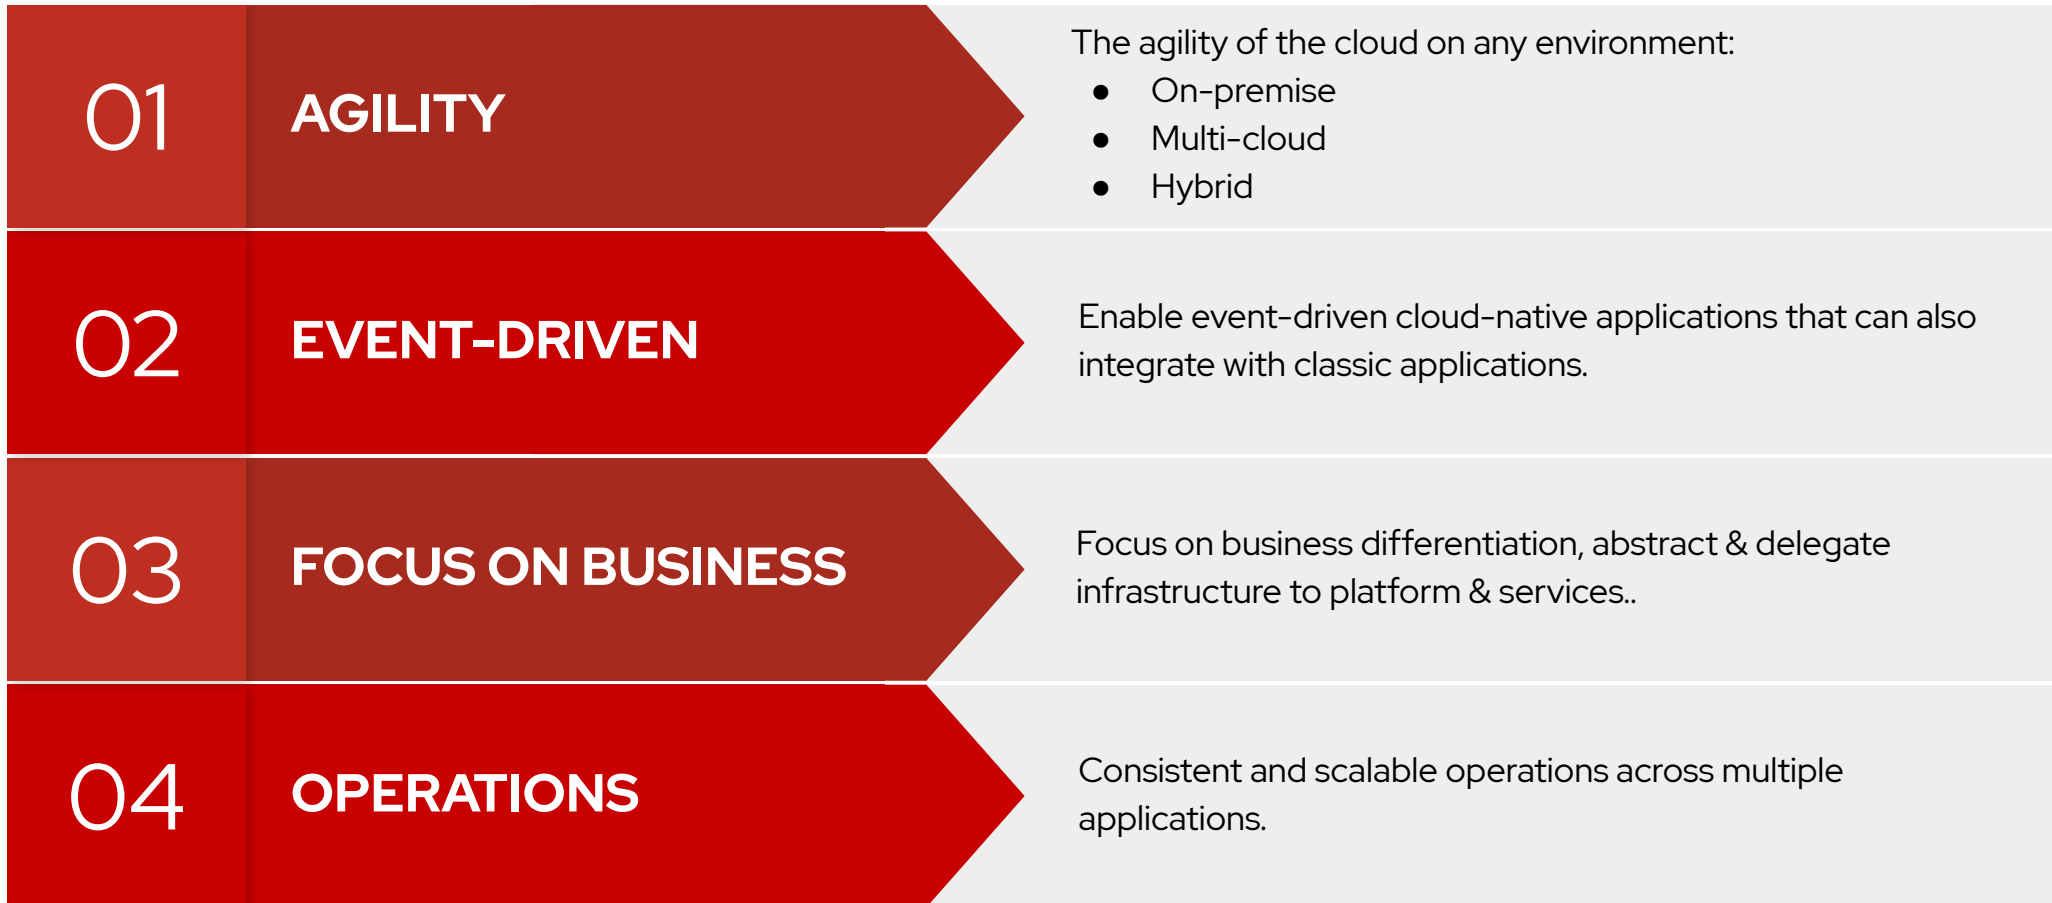 01
AGILITY
The agility of the cloud on any environment:
● On-premise
● Multi-cloud
● Hybrid
02
EVENT-DRIVEN
Enable event-driven cloud-native applications that can also
integrate with classic applications.
03
FOCUS ON BUSINESS
Focus on business differentiation, abstract & delegate
infrastructure to platform & services..
04
OPERATIONS
Consistent and scalable operations across multiple
applications.